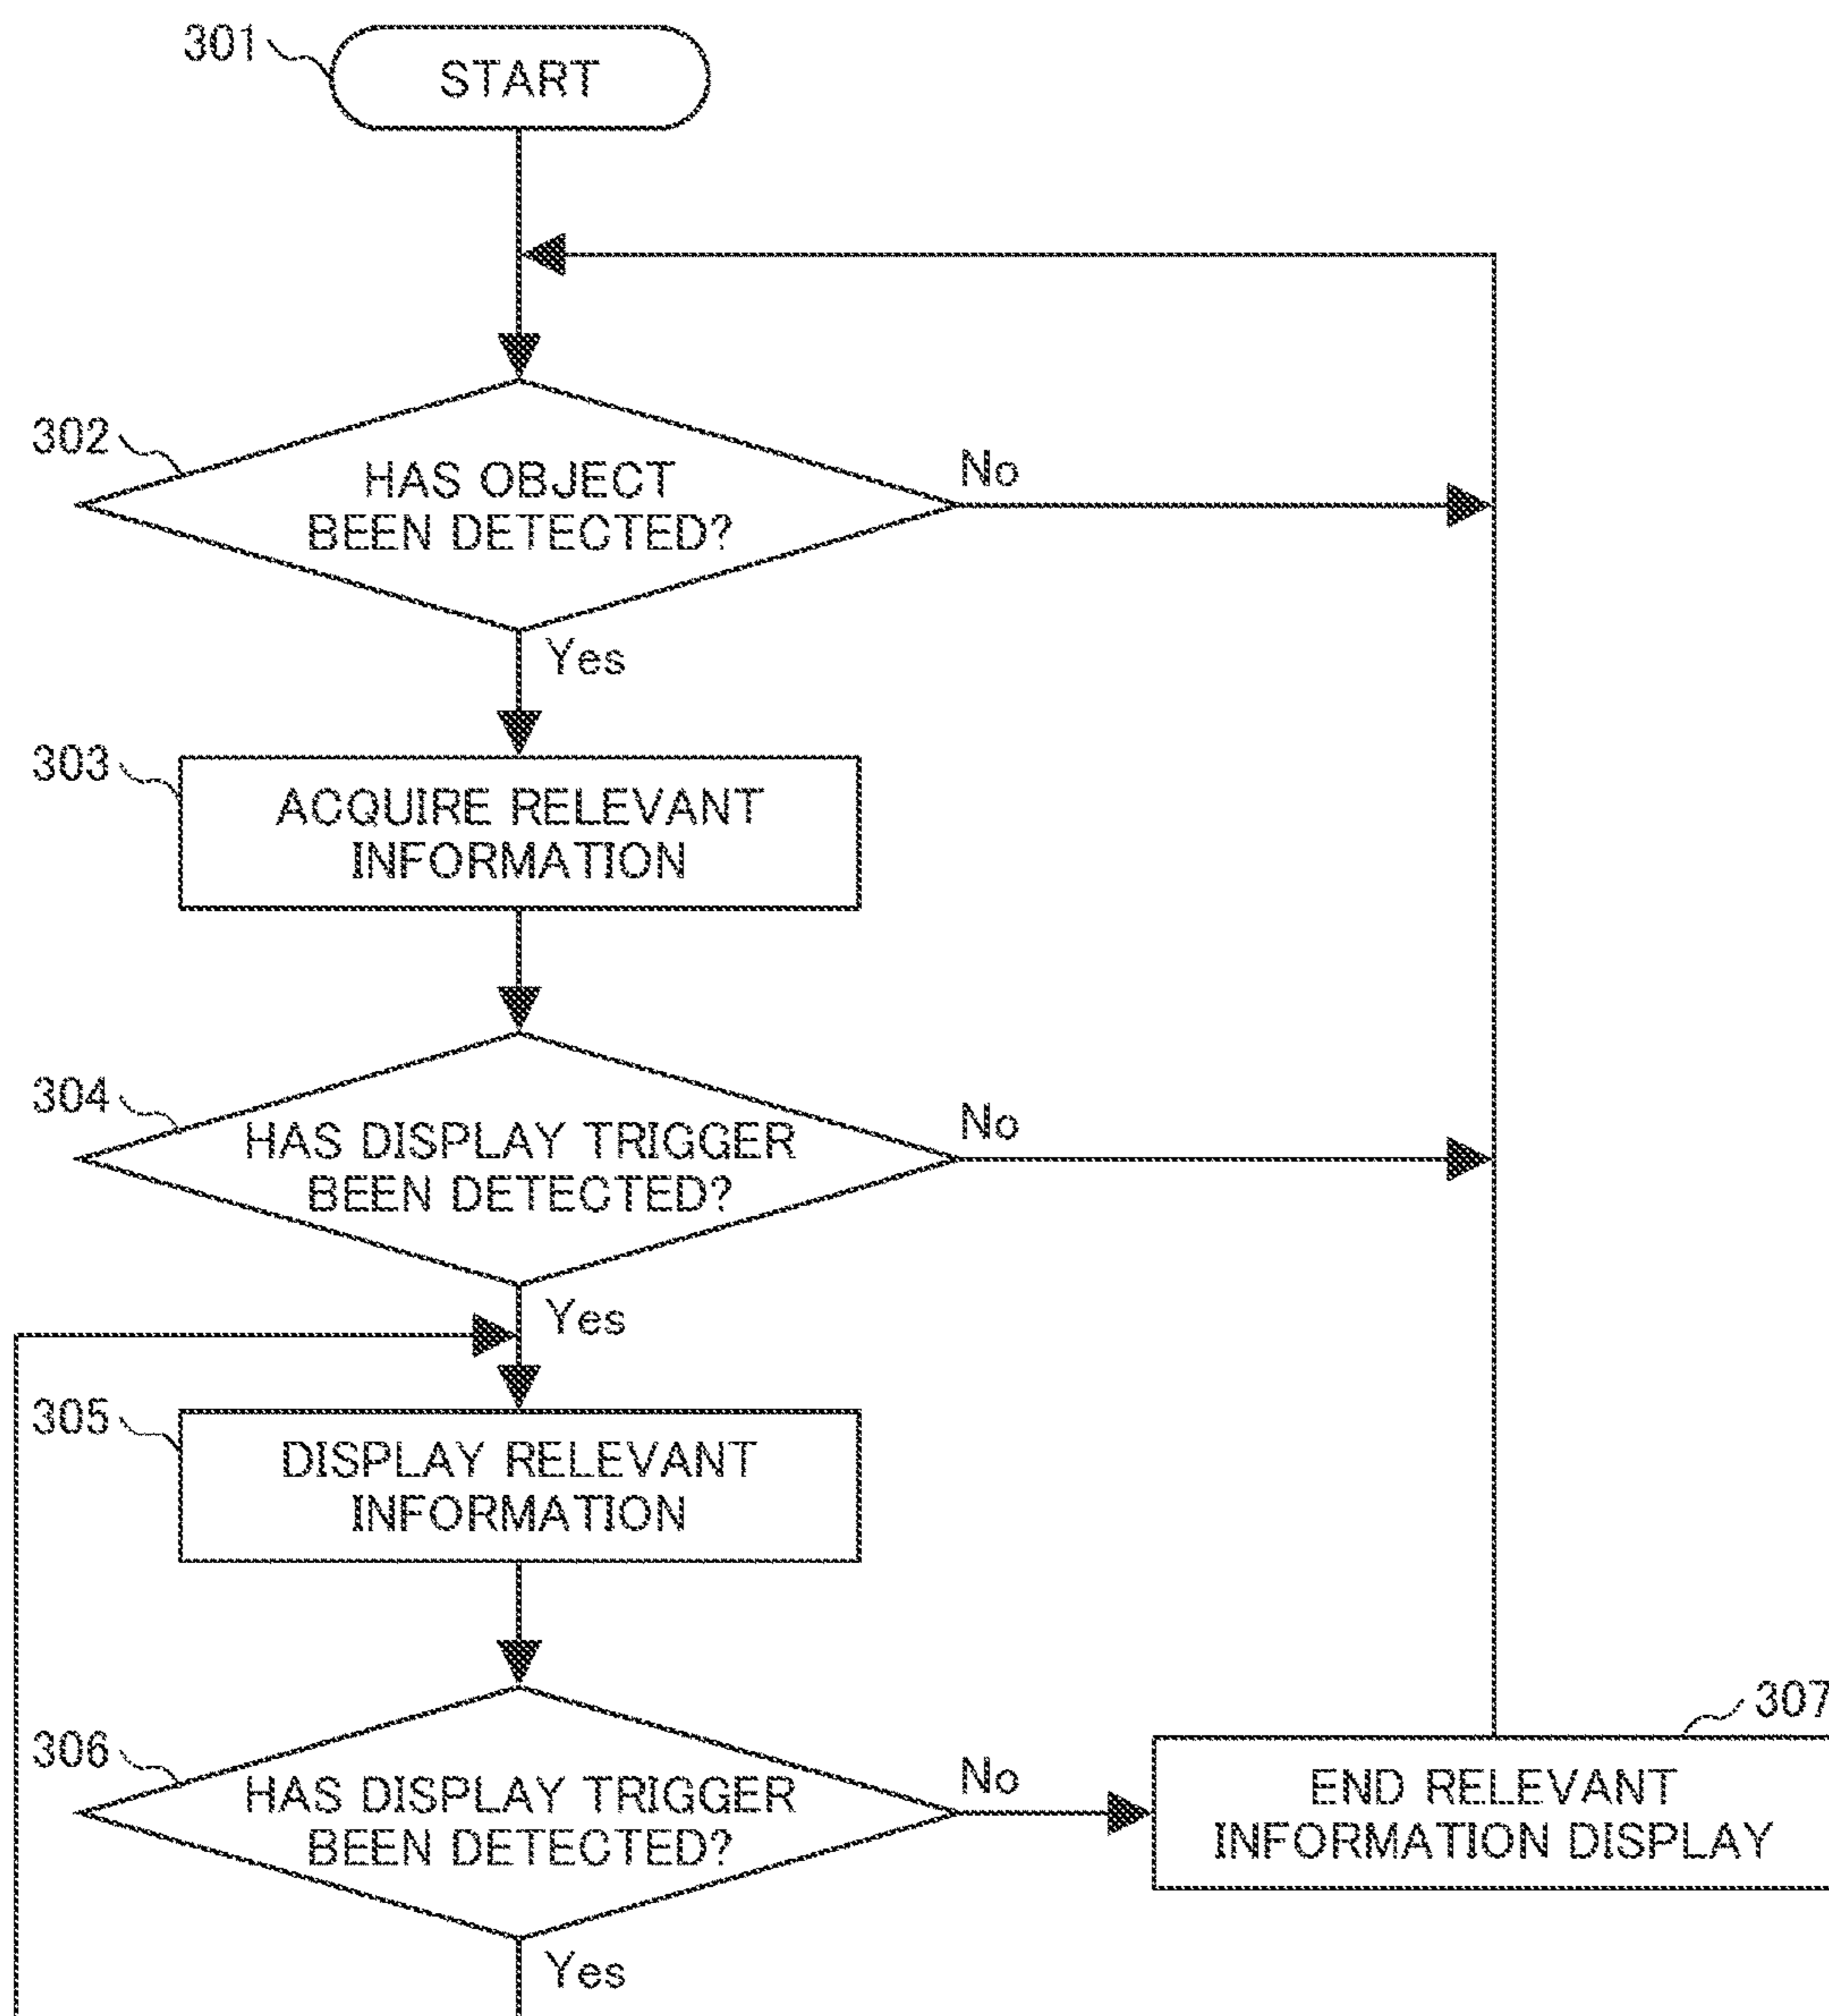 301
START
302
HAS OBJECT
BEEN DETECTED?
No
Yes
303
ACQUIRE RELEVANT
INFORMATION
304
HAS DISPLAY TRIGGER
BEEN DETECTED?
No
Yes
305
DISPLAY RELEVANT
INFORMATION
306
HAS DISPLAY TRIGGER
BEEN DETECTED?
No
307
END RELEVANT
INFORMATION DISPLAY
Yes